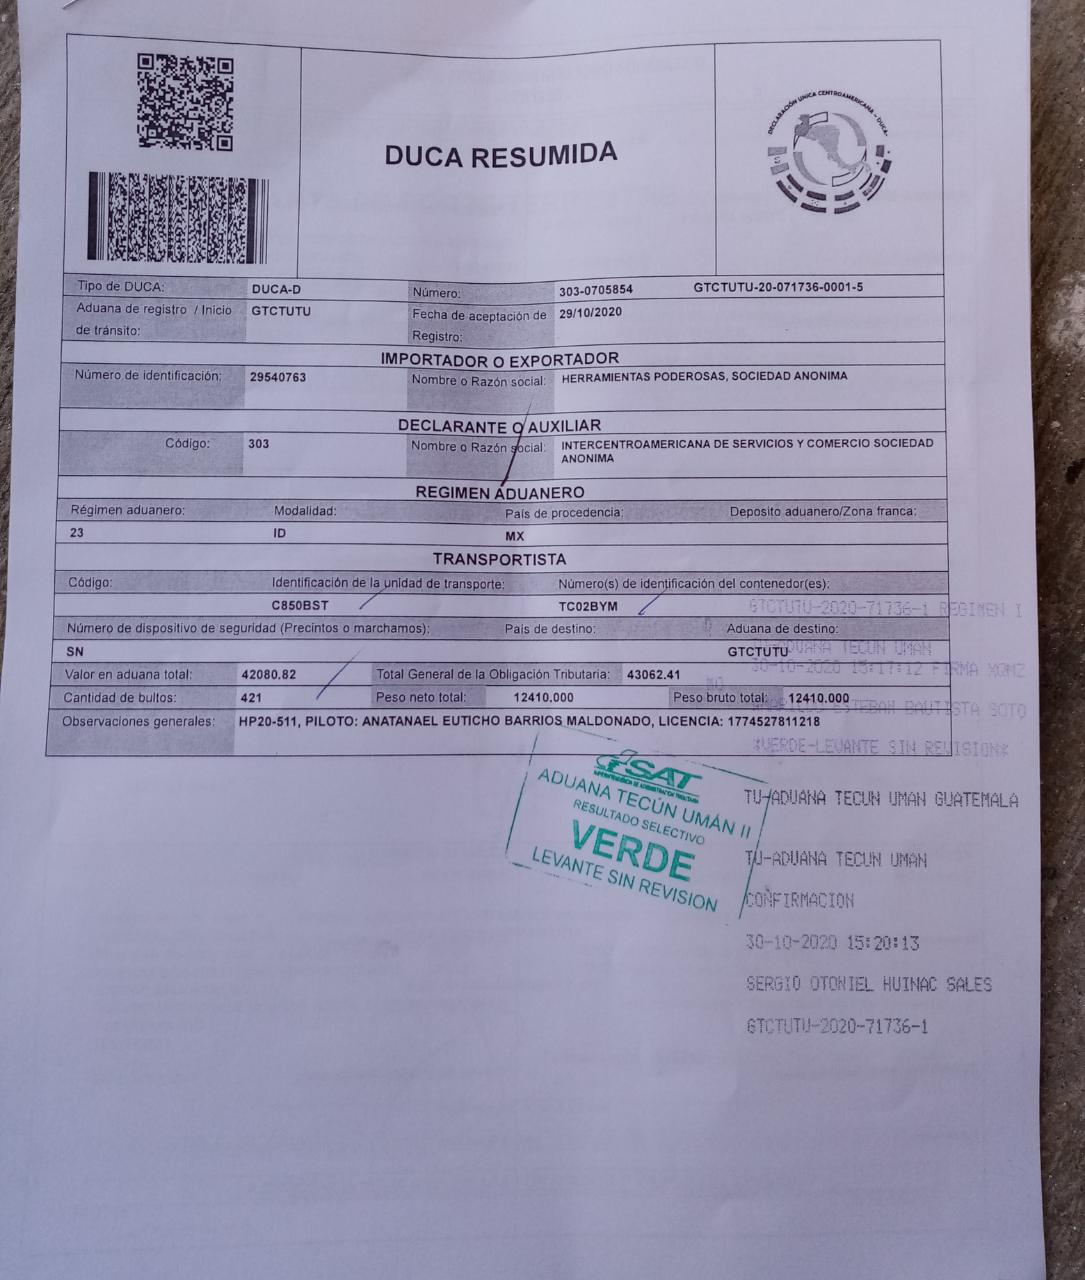 DUCA RESUMIDA
DECLARACIÓN UNICA CENTROAMERICANA - DUCA-
Tipo de DUCA: DUCA-D Número: 303-0705854 GTCTUTU-20-071736-0001-5
Aduana de registro / Inicio de tránsito: GTCTUTU Fecha de aceptación de Registro: 29/10/2020
IMPORTADOR O EXPORTADOR
Número de identificación: 29540763 Nombre o Razón social: HERRAMIENTAS PODEROSAS, SOCIEDAD ANONIMA
DECLARANTE O AUXILIAR
Código: 303 Nombre o Razón social: INTERCENTROAMERICANA DE SERVICIOS Y COMERCIO SOCIEDAD
ANONIMA
REGIMEN ADUANERO
Régimen aduanero: Modalidad: País de procedencia: Deposito aduanero/Zona franca:
23 ID MX
TRANSPORTISTA
Código: Identificación de la unidad de transporte: Número(s) de identificación del contenedor(es):
C850BST TC02BYM
GTCTUTU-2020-71736-1 REGIMEN I
Número de dispositivo de seguridad (Precintos o marchamos): País de destino: Aduana de destino:
TU-ADUANA TECUN UMAN
SN GTCTUTU
30-10-2020 15:17:12 FIRMA XQMZ
Valor en aduana total: 42080.82 Total General de la Obligación Tributaria: 43062.41
Cantidad de bultos: 421 Peso neto total: 12410.000 Peso bruto total: 12410.000
ESTEBAN BAUTISTA SOTO
Observaciones generales: HP20-511, PILOTO: ANATANAEL EUTICHO BARRIOS MALDONADO, LICENCIA: 1774527811218
*VERDE-LEVANTE SIN REVISION*
SAT
SUPERINTENDENCIA DE ADMINISTRACIÓN TRIBUTARIA
ADUANA TECÚN UMÁN II
RESULTADO SELECTIVO
VERDE
LEVANTE SIN REVISION
TU-ADUANA TECUN UMAN GUATEMALA
TU-ADUANA TECUN UMAN
CONFIRMACION
30-10-2020 15:20:13
SERGIO OTONIEL HUINAC SALES
GTCTUTU-2020-71736-1